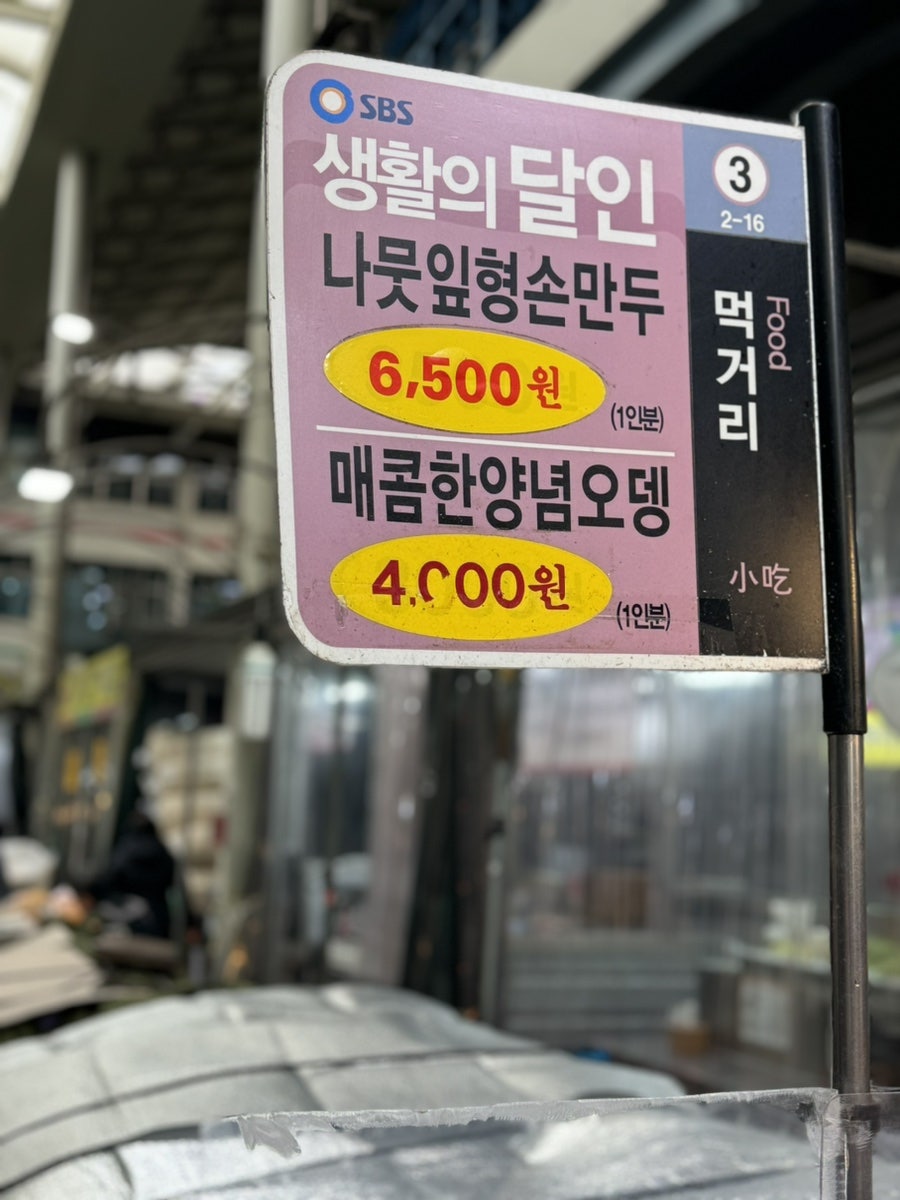 SBS
생활의 달인
나뭇잎형손만두
6,500원
(1인분)
매콤한양념오뎅
4,000원
(1인분)
3
2-16
먹거리
Food
小吃